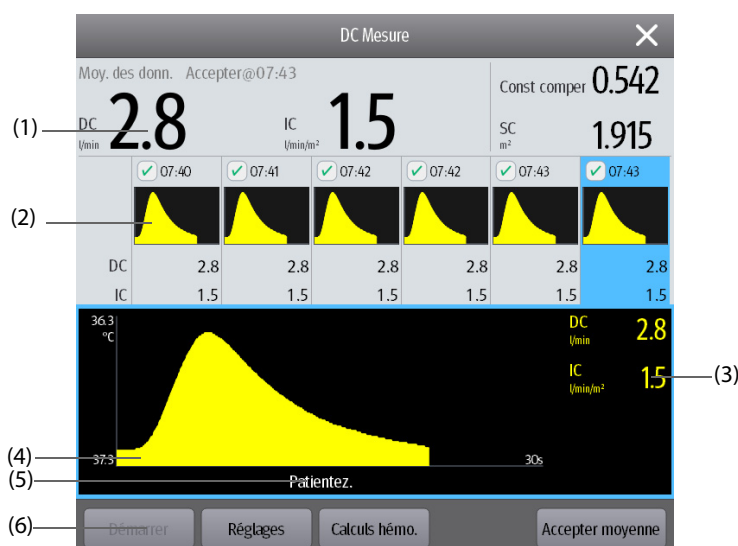 DC Mesure
Moy. des donn. Accepter@07:43
DC
l/min
2.8
IC
l/min/m²
1.5
Const comper 0.542
SC
m²
1.915
(1)
07:40 07:41 07:42 07:42 07:43 07:43
(2)
DC 2.8 2.8 2.8 2.8 2.8 2.8
IC 1.5 1.5 1.5 1.5 1.5 1.5
36.3
°C
DC
l/min
2.8
IC
l/min/m²
1.5
(3)
(4)
37.3
30s
(5)
Patientez.
(6)
Démarrer Réglages Calculs hémo. Accepter moyenne